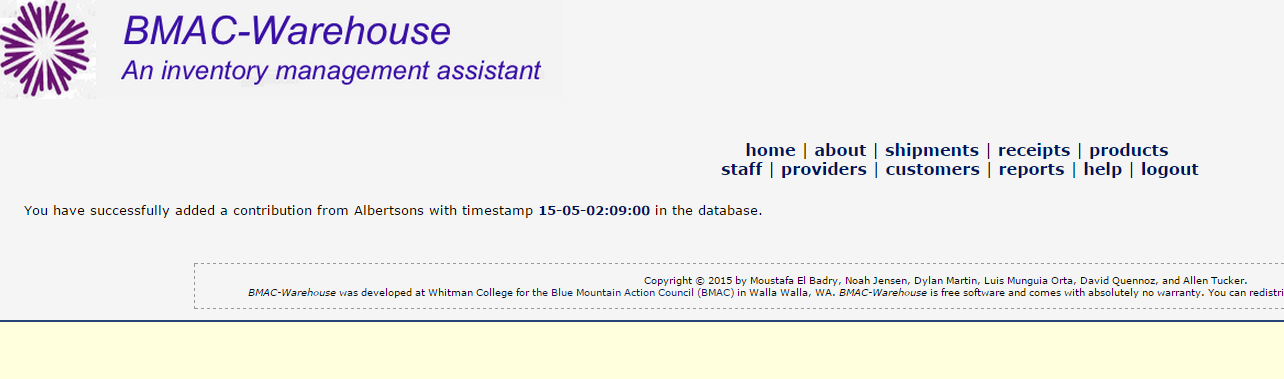 BMAC-Warehouse
An inventory management assistant
home | about | shipments | receipts | products
staff | providers | customers | reports | help | logout
You have successfully added a contribution from Albertsons with timestamp 15-05-02:09:00 in the database.
Copyright © 2015 by Moustafa El Badry, Noah Jensen, Dylan Martin, Luis Munguia Orta, David Quennoz, and Allen Tucker.
BMAC-Warehouse was developed at Whitman College for the Blue Mountain Action Council (BMAC) in Walla Walla, WA. BMAC-Warehouse is free software and comes with absolutely no warranty. You can redistri